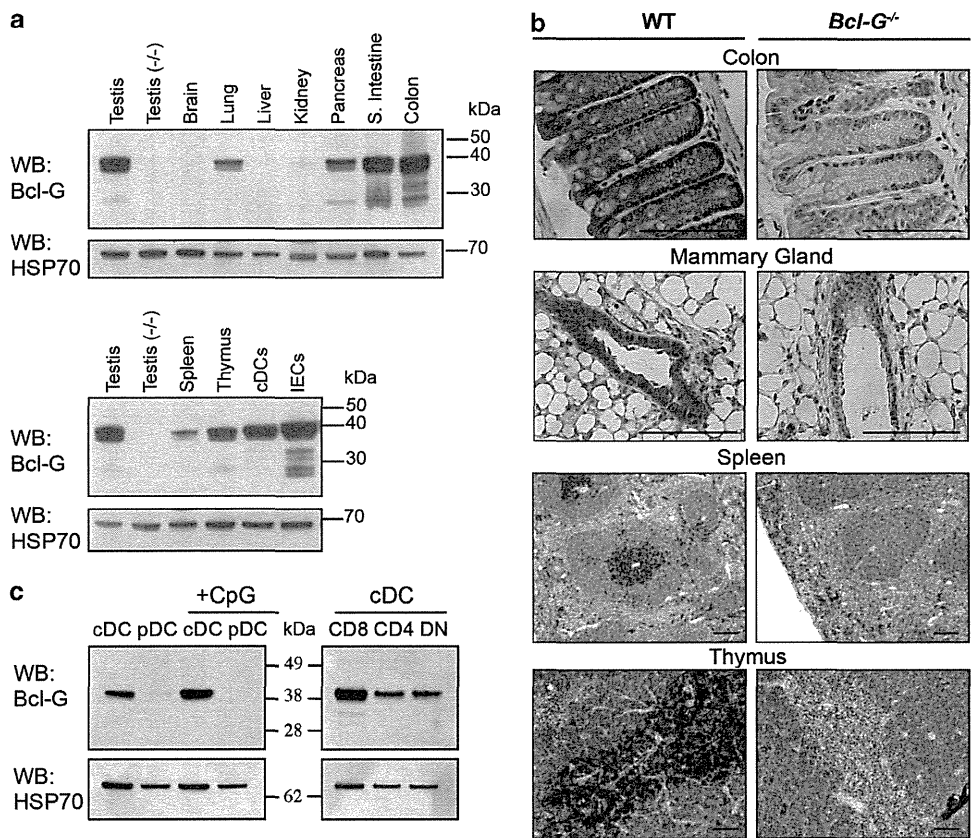 a
Testis
Testis (-/-)
Brain
Lung
Liver
Kidney
Pancreas
S. Intestine
Colon
kDa
WB:
Bcl-G
50
40
30
WB:
HSP70
70
Testis
Testis (-/-)
Spleen
Thymus
cDCs
IECs
kDa
WB:
Bcl-G
50
40
30
WB:
HSP70
70
c
+CpG
cDC
cDC pDC cDC pDC kDa CD8 CD4 DN
WB:
Bcl-G
49
38
28
WB:
HSP70
62
b
WT
Bcl-G-/-
Colon
Mammary Gland
Spleen
Thymus